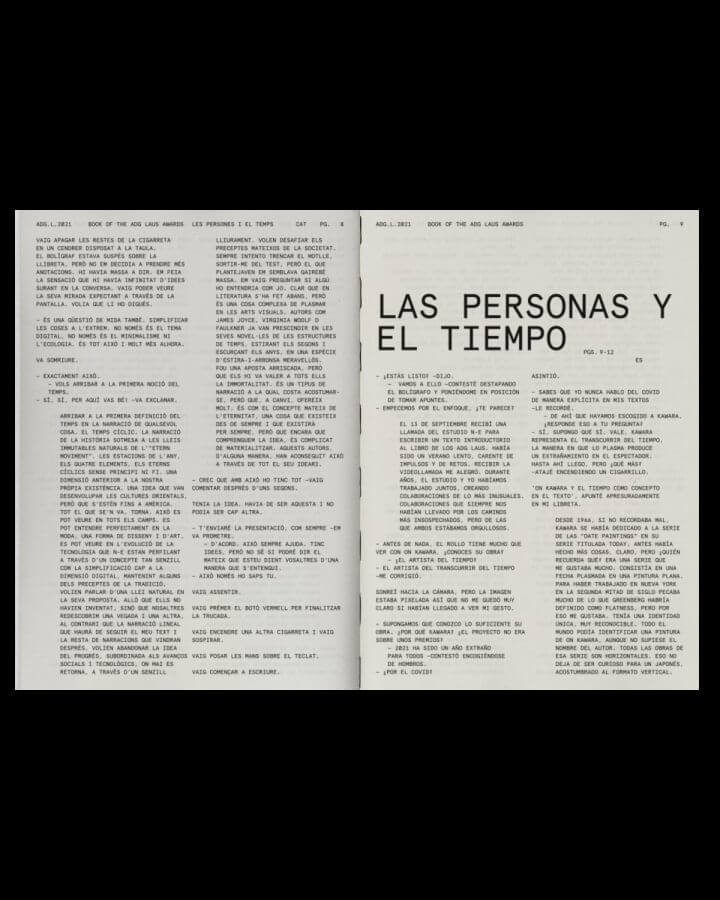 ADG.L.2021 BOOK OF THE ADG LAUS AWARDS LES PERSONES I EL TEMPS CAT PG. 8
VAIG APAGAR LES RESTES DE LA CIGARRETA
EN UN CENDRER DISPOSAT A LA TAULA.
EL BOLÍGRAF ESTAVA SUSPÈS SOBRE LA
LLIBRETA, PERÒ NO EM DECIDIA A PRENDRE MÉS
ANOTACIONS. HI HAVIA MASSA A DIR. EM FEIA
LA SENSACIÓ QUE HI HAVIA INFINITAT D'IDEES
SURANT EN LA CONVERSA. VAIG PODER VEURE
LA SEVA MIRADA EXPECTANT A TRAVÉS DE LA
PANTALLA. VOLIA QUE LI HO DIGUÉS.
– ÉS UNA QÜESTIÓ DE MIDA TAMBÉ. SIMPLIFICAR
LES COSES A L'EXTREM. NO NOMÉS ÉS EL TEMA
DIGITAL, NO NOMÉS ÉS EL MINIMALISME NI
L'ECOLOGIA. ÉS TOT AIXÒ I MOLT MÉS ALHORA.
VA SOMRIURE.
– EXACTAMENT AIXÒ.
– VOLS ARRIBAR A LA PRIMERA NOCIÓ DEL
TEMPS.
– SÍ, SÍ, PER AQUÍ VAS BÉ! –VA EXCLAMAR.
ARRIBAR A LA PRIMERA DEFINICIÓ DEL
TEMPS EN LA NARRACIÓ DE QUALSEVOL
COSA. EL TEMPS CÍCLIC. LA NARRACIÓ
DE LA HISTÒRIA SOTMESA A LES LLEIS
IMMUTABLES NATURALS DE L'"ETERN
MOVIMENT". LES ESTACIONS DE L'ANY,
ELS QUATRE ELEMENTS, ELS ETERNS
CÍCLICS SENSE PRINCIPI NI FI. UNA
DIMENSIÓ ANTERIOR A LA NOSTRA
PRÒPIA EXISTÈNCIA. UNA IDEA QUE VAN
DESENVOLUPAR LES CULTURES ORIENTALS,
PERÒ QUE S'ESTÉN FINS A AMÈRICA.
TOT EL QUE SE'N VA, TORNA. AIXÒ ES
POT VEURE EN TOTS ELS CAMPS. ES
POT ENTENDRE PERFECTAMENT EN LA
MODA, UNA FORMA DE DISSENY I D'ART.
ES POT VEURE EN L'EVOLUCIÓ DE LA
TECNOLOGIA QUE N-E ESTAN PERFILANT
A TRAVÉS D'UN CONCEPTE TAN SENZILL
COM LA SIMPLIFICACIÓ CAP A LA
DIMENSIÓ DIGITAL, MANTENINT ALGUNS
DELS PRECEPTES DE LA TRADICIÓ.
VOLIEN PARLAR D'UNA LLEI NATURAL EN
LA SEVA PROPOSTA. ALLÒ QUE ELLS NO
HAVIEN INVENTAT, SINÓ QUE NOSALTRES
REDESCOBRIM UNA VEGADA I UNA ALTRA,
AL CONTRARI QUE LA NARRACIÓ LINEAL
QUE HAURÀ DE SEGUIR EL MEU TEXT I
LA RESTA DE NARRACIONS QUE VINDRAN
DESPRÉS. VOLIEN ABANDONAR LA IDEA
DEL PROGRÉS, SUBORDINADA ALS AVANÇOS
SOCIALS I TECNOLÒGICS, ON MAI ES
RETORNA, A TRAVÉS D'UN SENZILL
LLIURAMENT. VOLEN DESAFIAR ELS
PRECEPTES MATEIXOS DE LA SOCIETAT.
SEMPRE INTENTO TRENCAR EL MOTLLE,
SORTIR-ME DEL TEST, PERÒ EL QUE
PLANTEJAVEN EM SEMBLAVA GAIREBÉ
MASSA. EM VAIG PREGUNTAR SI ALGÚ
HO ENTENDRIA COM JO. CLAR QUE EN
LITERATURA S'HA FET ABANS, PERÒ
ÉS UNA COSA COMPLEXA DE PLASMAR
EN LES ARTS VISUALS. AUTORS COM
JAMES JOYCE, VIRGINIA WOOLF O
FAULKNER JA VAN PRESCINDIR EN LES
SEVES NOVEL·LES DE LES ESTRUCTURES
DE TEMPS, ESTIRANT ELS SEGONS I
ESCURÇANT ELS ANYS, EN UNA ESPÈCIE
D'ESTIRA-I-ARRONSA MERAVELLÓS.
FOU UNA APOSTA ARRISCADA, PERÒ
QUE ELS HI VA VALER A TOTS ELLS
LA IMMORTALITAT. ÉS UN TIPUS DE
NARRACIÓ A LA QUAL COSTA ACOSTUMAR-
SE, PERÒ QUE, A CANVI, OFEREIX
MOLT. ÉS COM EL CONCEPTE MATEIX DE
L'ETERNITAT, UNA COSA QUE EXISTEIX
DES DE SEMPRE I QUE EXISTIRÀ
PER SEMPRE. PERÒ QUE ENCARA QUE
COMPRENGUEM LA IDEA, ÉS COMPLICAT
DE MATERIALITZAR. AQUESTS AUTORS,
D'ALGUNA MANERA, HAN ACONSEGUIT AIXÒ
A TRAVÉS DE TOT EL SEU IDEARI.
– CREC QUE AMB AIXÒ HO TINC TOT –VAIG
COMENTAR DESPRÉS D'UNS SEGONS.
TENIA LA IDEA. HAVIA DE SER AQUESTA I NO
PODIA SER CAP ALTRA.
– T'ENVIARÉ LA PRESENTACIÓ, COM SEMPRE –EM
VA PROMETRE.
– D'ACORD. AIXÒ SEMPRE AJUDA. TINC
IDEES, PERÒ NO SÉ SI PODRÉ DIR EL
MATEIX QUE ESTEU DIENT VOSALTRES D'UNA
MANERA QUE S'ENTENGUI.
– AIXÒ NOMÉS HO SAPS TU.
VAIG ASSENTIR.
VAIG PRÉMER EL BOTÓ VERMELL PER FINALITZAR
LA TRUCADA.
VAIG ENCENDRE UNA ALTRA CIGARRETA I VAIG
SOSPIRAR.
VAIG POSAR LES MANS SOBRE EL TECLAT.
VAIG COMENÇAR A ESCRIURE.
ADG.L.2021 BOOK OF THE ADG LAUS AWARDS PG. 9
LAS PERSONAS Y
EL TIEMPO
PGS. 9-12
ES
– ¿ESTÁS LISTO? –DIJO.
– VAMOS A ELLO –CONTESTÉ DESTAPANDO
EL BOLÍGRAFO Y PONIÉNDOME EN POSICIÓN
DE TOMAR APUNTES.
– EMPECEMOS POR EL ENFOQUE, ¿TE PARECE?
EL 13 DE SEPTIEMBRE RECIBÍ UNA
LLAMADA DEL ESTUDIO N-E PARA
ESCRIBIR UN TEXTO INTRODUCTORIO
AL LIBRO DE LOS ADG LAUS. HABÍA
SIDO UN VERANO LENTO, CARENTE DE
IMPULSOS Y DE RETOS. RECIBIR LA
VIDEOLLAMADA ME ALEGRÓ. DURANTE
AÑOS, EL ESTUDIO Y YO HABÍAMOS
TRABAJADO JUNTOS, CREANDO
COLABORACIONES DE LO MÁS INUSUALES.
COLABORACIONES QUE SIEMPRE NOS
HABÍAN LLEVADO POR LOS CAMINOS
MÁS INSOSPECHADOS, PERO DE LAS
QUE AMBOS ESTÁBAMOS ORGULLOSOS.
– ANTES DE NADA, EL ROLLO TIENE MUCHO QUE
VER CON ON KAWARA. ¿CONOCES SU OBRA?
– ¿EL ARTISTA DEL TIEMPO?
– EL ARTISTA DEL TRANSCURRIR DEL TIEMPO
–ME CORRIGIÓ.
SONREÍ HACIA LA CÁMARA, PERO LA IMAGEN
ESTABA PIXELADA ASÍ QUE NO ME QUEDÓ MUY
CLARO SI HABÍAN LLEGADO A VER MI GESTO.
– SUPONGAMOS QUE CONOZCO LO SUFICIENTE SU
OBRA. ¿POR QUÉ KAWARA? ¿EL PROYECTO NO ERA
SOBRE UNOS PREMIOS?
– 2021 HA SIDO UN AÑO EXTRAÑO
PARA TODOS –CONTESTÓ ENCOGIÉNDOSE
DE HOMBROS.
– ¿POR EL COVID?
ASINTIÓ.
– SABES QUE YO NUNCA HABLO DEL COVID
DE MANERA EXPLÍCITA EN MIS TEXTOS
–LE RECORDÉ.
– DE AHÍ QUE HAYAMOS ESCOGIDO A KAWARA.
¿RESPONDE ESO A TU PREGUNTA?
– SÍ, SUPONGO QUE SÍ. VALE. KAWARA
REPRESENTA EL TRANSCURRIR DEL TIEMPO,
LA MANERA EN QUE LO PLASMA PRODUCE
UN EXTRAÑAMIENTO EN EL ESPECTADOR.
HASTA AHÍ LLEGO. PERO ¿QUÉ MÁS?
–ATAJÉ ENCENDIENDO UN CIGARRILLO.
'ON KAWARA Y EL TIEMPO COMO CONCEPTO
EN EL TEXTO', APUNTÉ APRESURADAMENTE
EN MI LIBRETA.
DESDE 1966, SI NO RECORDABA MAL,
KAWARA SE HABÍA DEDICADO A LA SERIE
DE LAS "DATE PAINTINGS" EN SU
SERIE TITULADA TODAY. ANTES HABÍA
HECHO MÁS COSAS, CLARO, PERO ¿QUIÉN
RECUERDA QUÉ? ERA UNA SERIE QUE
ME GUSTABA MUCHO. CONSISTÍA EN UNA
FECHA PLASMADA EN UNA PINTURA PLANA.
PARA HABER TRABAJADO EN NUEVA YORK
EN LA SEGUNDA MITAD DE SIGLO PECABA
MUCHO DE LO QUE GREENBERG HABRÍA
DEFINIDO COMO FLATNESS, PERO POR
ESO ME GUSTABA. TENÍA UNA IDENTIDAD
ÚNICA, MUY RECONOCIBLE. TODO EL
MUNDO PODÍA IDENTIFICAR UNA PINTURA
DE ON KAWARA, AUNQUE NO SUPIESE EL
NOMBRE DEL AUTOR. TODAS LAS OBRAS DE
ESA SERIE SON HORIZONTALES. ESO NO
DEJA DE SER CURIOSO PARA UN JAPONÉS,
ACOSTUMBRADO AL FORMATO VERTICAL.